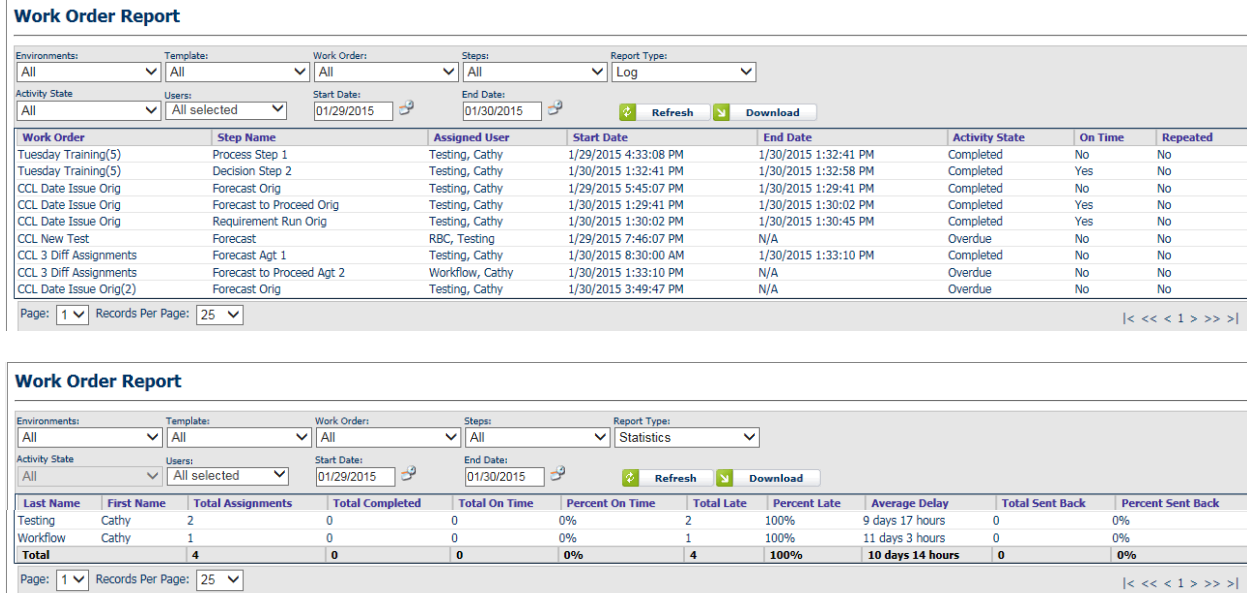 Work Order Report
Environments: Template: Work Order: Steps: Report Type:
All All All All Log
Activity State Users: Start Date: End Date:
All All selected 01/29/2015 01/30/2015 Refresh Download
Work Order Step Name Assigned User Start Date End Date Activity State On Time Repeated
Tuesday Training(5) Process Step 1 Testing, Cathy 1/29/2015 4:33:08 PM 1/30/2015 1:32:41 PM Completed No No
Tuesday Training(5) Decision Step 2 Testing, Cathy 1/30/2015 1:32:41 PM 1/30/2015 1:32:58 PM Completed Yes No
CCL Date Issue Orig Forecast Orig Testing, Cathy 1/29/2015 5:45:07 PM 1/30/2015 1:29:41 PM Completed No No
CCL Date Issue Orig Forecast to Proceed Orig Testing, Cathy 1/30/2015 1:29:41 PM 1/30/2015 1:30:02 PM Completed Yes No
CCL Date Issue Orig Requirement Run Orig Testing, Cathy 1/30/2015 1:30:02 PM 1/30/2015 1:30:45 PM Completed Yes No
CCL New Test Forecast RBC, Testing 1/29/2015 7:46:07 PM N/A Overdue No No
CCL 3 Diff Assignments Forecast Agt 1 Testing, Cathy 1/30/2015 8:30:00 AM 1/30/2015 1:33:10 PM Completed No No
CCL 3 Diff Assignments Forecast to Proceed Agt 2 Workflow, Cathy 1/30/2015 1:33:10 PM N/A Overdue No No
CCL Date Issue Orig(2) Forecast Orig Testing, Cathy 1/30/2015 3:49:47 PM N/A Overdue No No
Page: 1 Records Per Page: 25 |< << < 1 > >> >|
Work Order Report
Environments: Template: Work Order: Steps: Report Type:
All All All All Statistics
Activity State Users: Start Date: End Date:
All All selected 01/29/2015 01/30/2015 Refresh Download
Last Name First Name Total Assignments Total Completed Total On Time Percent On Time Total Late Percent Late Average Delay Total Sent Back Percent Sent Back
Testing Cathy 2 0 0 0% 2 100% 9 days 17 hours 0 0%
Workflow Cathy 1 0 0 0% 1 100% 11 days 3 hours 0 0%
Total 4 0 0 0% 4 100% 10 days 14 hours 0 0%
Page: 1 Records Per Page: 25 |< << < 1 > >> >|